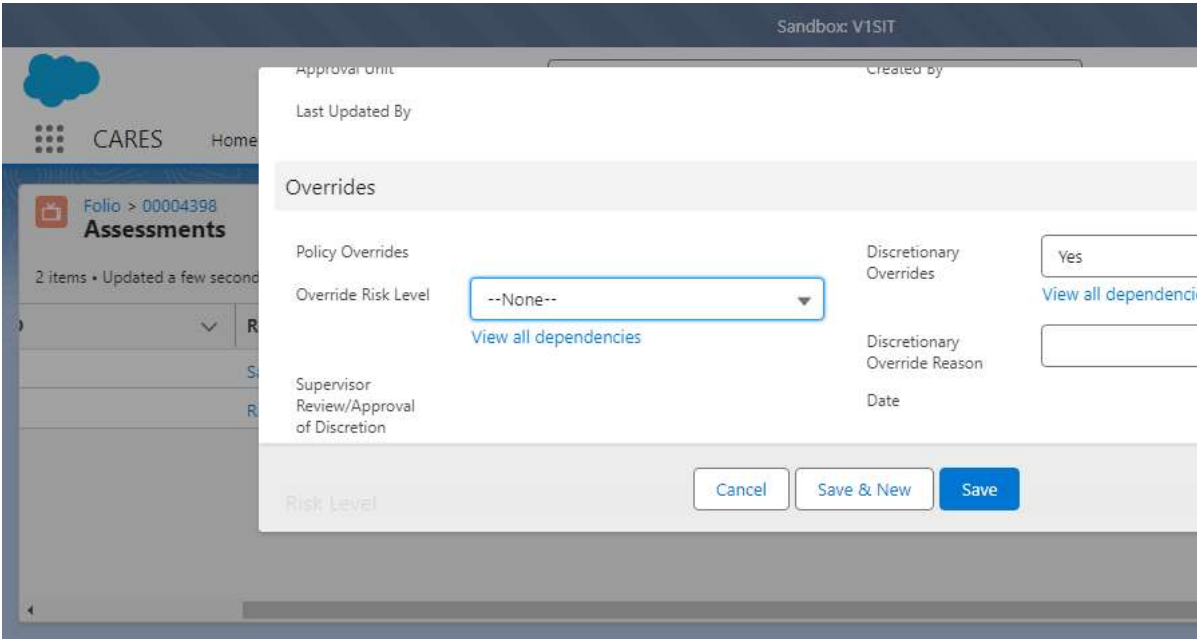 Sandbox: V1SIT
CARES
Home
Folio > 00004398
Assessments
2 items • Updated a few second
R
Sa
R
Approval Unit
Created By
Last Updated By
Overrides
Policy Overrides
Discretionary
Overrides
Yes
View all dependenci
Override Risk Level
--None--
View all dependencies
Discretionary
Override Reason
Supervisor
Review/Approval
of Discretion
Date
Risk Level
Cancel
Save & New
Save